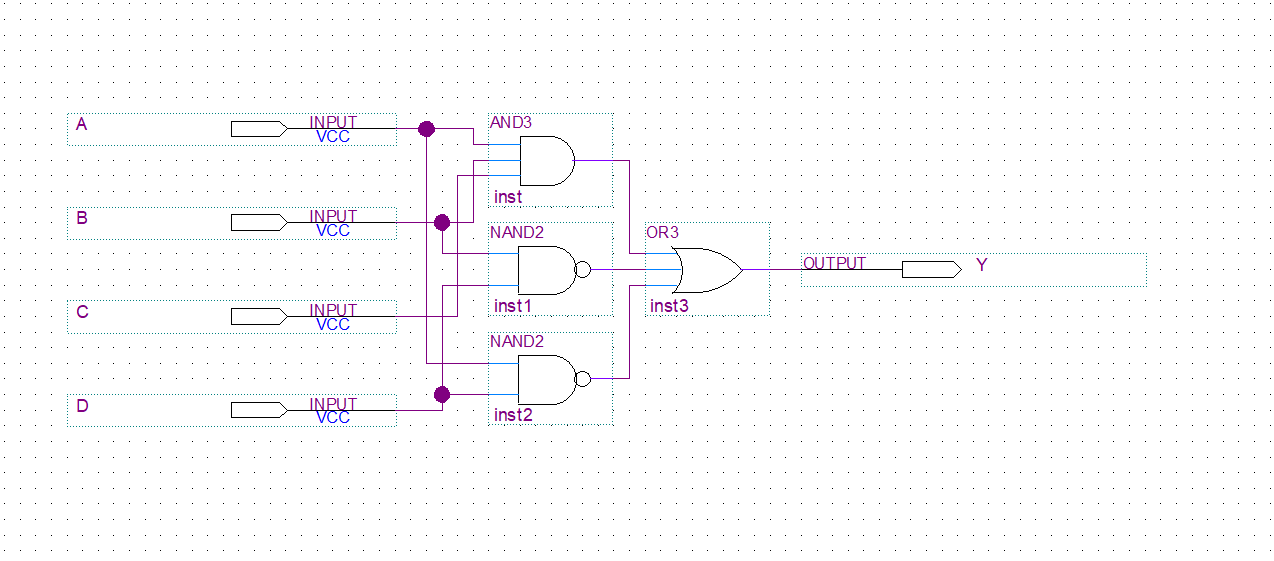 A
INPUT
VCC
AND3
inst
B
INPUT
VCC
NAND2
inst1
OR3
inst3
OUTPUT
Y
C
INPUT
VCC
NAND2
inst2
D
INPUT
VCC